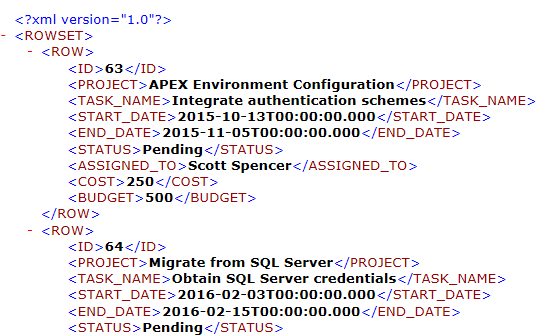 <?xml version="1.0"?>
- <ROWSET>
- <ROW>
<ID>63</ID>
<PROJECT>APEX Environment Configuration</PROJECT>
<TASK_NAME>Integrate authentication schemes</TASK_NAME>
<START_DATE>2015-10-13T00:00:00.000</START_DATE>
<END_DATE>2015-11-05T00:00:00.000</END_DATE>
<STATUS>Pending</STATUS>
<ASSIGNED_TO>Scott Spencer</ASSIGNED_TO>
<COST>250</COST>
<BUDGET>500</BUDGET>
</ROW>
- <ROW>
<ID>64</ID>
<PROJECT>Migrate from SQL Server</PROJECT>
<TASK_NAME>Obtain SQL Server credentials</TASK_NAME>
<START_DATE>2016-02-03T00:00:00.000</START_DATE>
<END_DATE>2016-02-15T00:00:00.000</END_DATE>
<STATUS>Pending</STATUS>